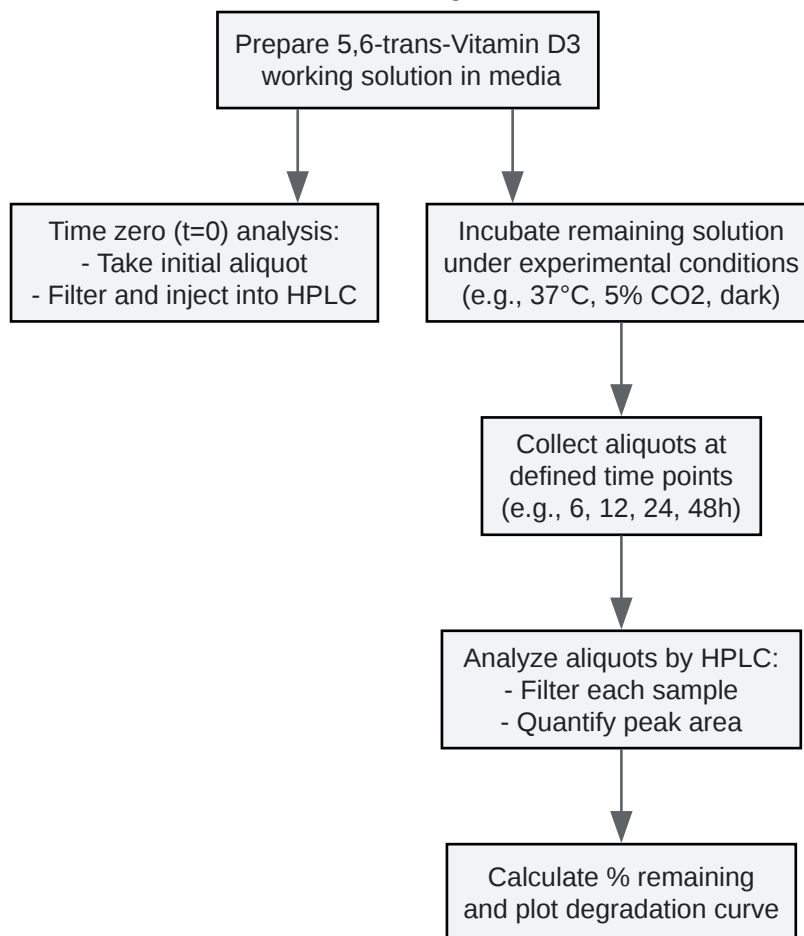 Prepare 5,6-trans-Vitamin D3
working solution in media
Time zero (t=0) analysis:
- Take initial aliquot
- Filter and inject into HPLC
Incubate remaining solution
under experimental conditions
(e.g., 37°C, 5% CO2, dark)
Collect aliquots at
defined time points
(e.g., 6, 12, 24, 48h)
Analyze aliquots by HPLC:
- Filter each sample
- Quantify peak area
Calculate % remaining
and plot degradation curve